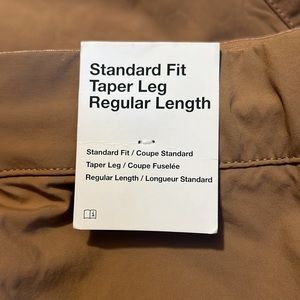 Standard Fit
Taper Leg
Regular Length
Standard Fit / Coupe Standard
Taper Leg / Coupe Fuselée
Regular Length / Longueur Standard